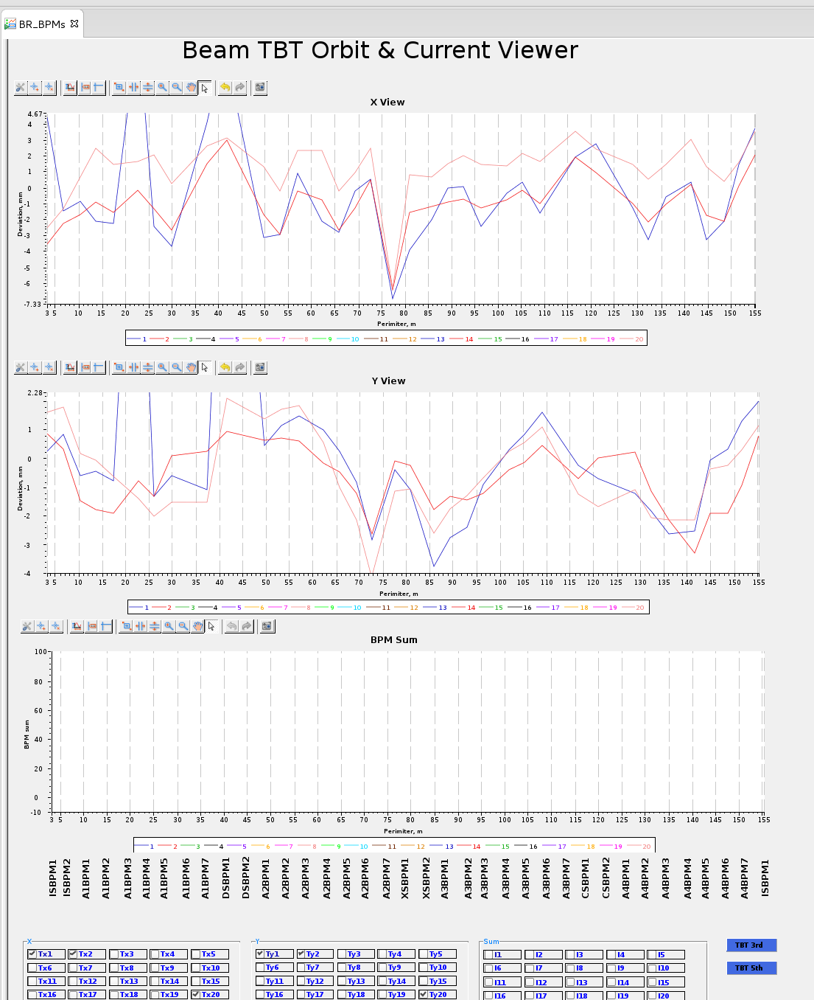 BR_BPMs
Beam TBT Orbit & Current Viewer
X View
4.67
4
3
2
1
0
-1
-2
-3
-4
-5
-6
-7.33
Deviation, mm
3 5 10 15 20 25 30 35 40 45 50 55 60 65 70 75 80 85 90 95 100 105 110 115 120 125 130 135 140 145 150 155
Perimiter, m
1 2 3 4 5 6 7 8 9 10 11 12 13 14 15 16 17 18 19 20
Y View
2.28
1
0
-1
-2
-3
-4
Deviation, mm
3 5 10 15 20 25 30 35 40 45 50 55 60 65 70 75 80 85 90 95 100 105 110 115 120 125 130 135 140 145 150 155
Perimiter, m
1 2 3 4 5 6 7 8 9 10 11 12 13 14 15 16 17 18 19 20
BPM Sum
100
80
60
40
20
0
-10
BPM sum
3 5 10 15 20 25 30 35 40 45 50 55 60 65 70 75 80 85 90 95 100 105 110 115 120 125 130 135 140 145 150 155
Perimiter, m
1 2 3 4 5 6 7 8 9 10 11 12 13 14 15 16 17 18 19 20
ISBPM1
ISBPM2
A1BPM1
A1BPM2
A1BPM3
A1BPM4
A1BPM5
A1BPM6
A1BPM7
DSBPM1
DSBPM2
A2BPM1
A2BPM2
A2BPM3
A2BPM4
A2BPM5
A2BPM6
A2BPM7
XSBPM1
XSBPM2
A3BPM1
A3BPM2
A3BPM3
A3BPM4
A3BPM5
A3BPM6
A3BPM7
CSBPM1
CSBPM2
A4BPM1
A4BPM2
A4BPM3
A4BPM4
A4BPM5
A4BPM6
A4BPM7
ISBPM1
X
Tx1 Tx2 Tx3 Tx4 Tx5
Tx6 Tx7 Tx8 Tx9 Tx10
Tx11 Tx12 Tx13 Tx14 Tx15
Tx16 Tx17 Tx18 Tx19 Tx20
Y
Ty1 Ty2 Ty3 Ty4 Ty5
Ty6 Ty7 Ty8 Ty9 Ty10
Ty11 Ty12 Ty13 Ty14 Ty15
Ty16 Ty17 Ty18 Ty19 Ty20
Sum
I1 I2 I3 I4 I5
I6 I7 I8 I9 I10
I11 I12 I13 I14 I15
I16 I17 I18 I19 I20
TBT 3rd
TBT 5th